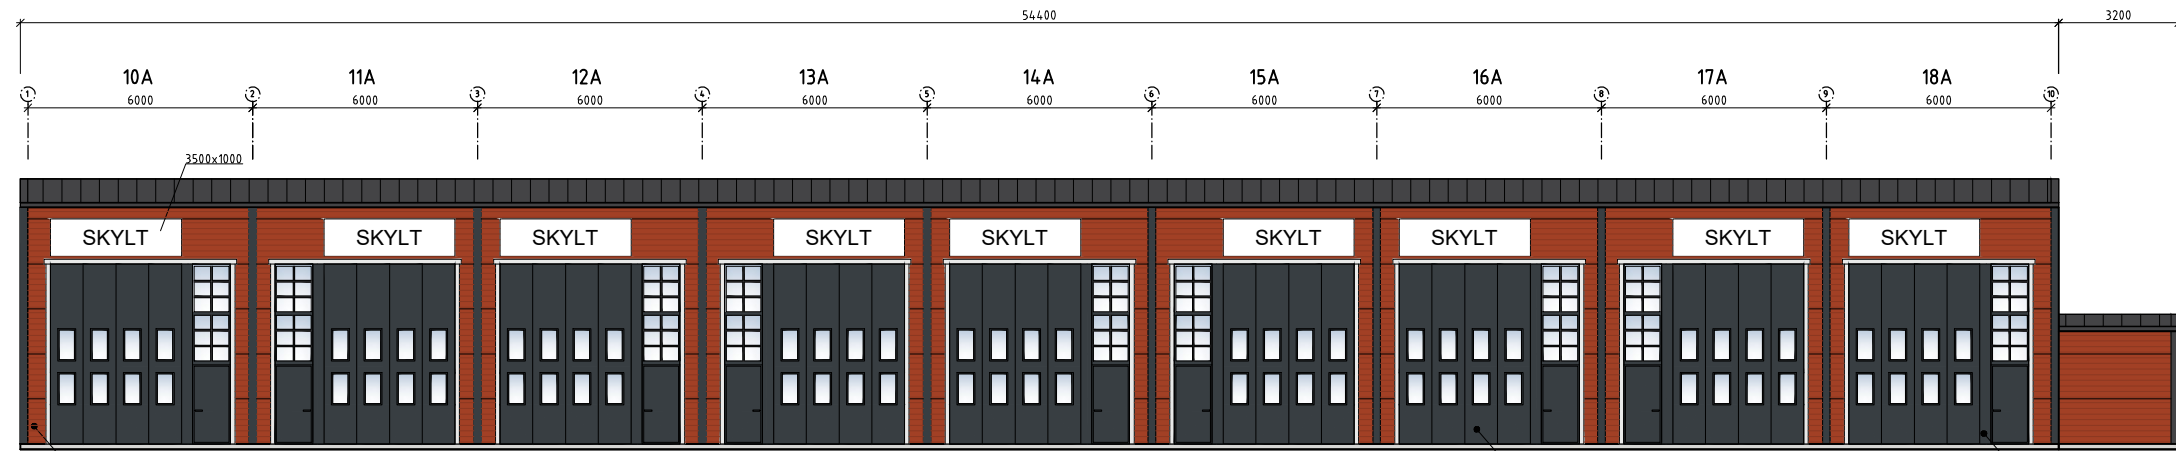 54400 3200
10A 11A 12A 13A 14A 15A 16A 17A 18A
1 2 3 4 5 6 7 8 9 10
6000 6000 6000 6000 6000 6000 6000 6000 6000
3500x1000
SKYLT SKYLT SKYLT SKYLT SKYLT SKYLT SKYLT SKYLT SKYLT